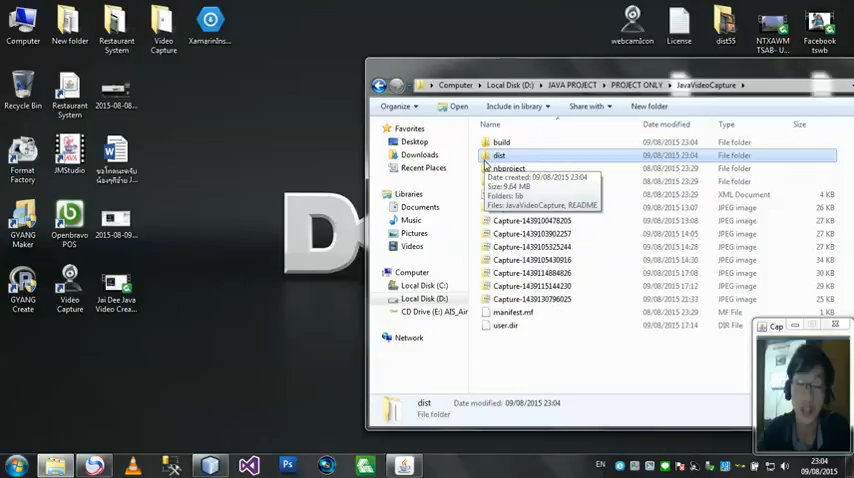 Computer
New folder
Restaurant System
Video Capture
XamarinIns...
webcamIcon
License
dist55
NTXAWM TSAB- U...
Facebook tswb
Recycle Bin
Restaurant System
2015-08-08...
Format Factory
JMStudio
GYANG Maker
Openbravo POS
2015-08-09...
GYANG Create
Video Capture
Jai Dee Java Video Crea...
Computer
Local Disk (D:)
JAVA PROJECT
PROJECT ONLY
JavaVideoCapture
Organize
Open
Include in library
Share with
New folder
Name
Date modified
Type
Size
Favorites
Desktop
Downloads
Recent Places
Libraries
Documents
Music
Pictures
Videos
Computer
Local Disk (C:)
Local Disk (D:)
CD Drive (E:) AIS_Air
Network
build 09/08/2015 23:04 File folder
dist 09/08/2015 23:04 File folder
nbproject 08/08/2015 23:29 File folder
Date created: 09/08/2015 23:04
Size: 9.64 MB
Folders: lib
Files: JavaVideoCapture, README
File folder
XML Document 4 KB
JPEG image 26 KB
Capture-1439100478205 09/08/2015 13:07 JPEG image 27 KB
Capture-1439103902257 09/08/2015 14:05 JPEG image 27 KB
Capture-1439105325244 09/08/2015 14:28 JPEG image 27 KB
Capture-1439105430916 09/08/2015 14:30 JPEG image 34 KB
Capture-1439114884826 09/08/2015 17:08 JPEG image 30 KB
Capture-1439115144230 09/08/2015 17:12 JPEG image 29 KB
Capture-1439130796025 09/08/2015 21:33 JPEG image 25 KB
manifest.mf 08/08/2015 23:29 MF File 1 KB
user.dir 09/08/2015 17:14 DIR File
dist
Date modified: 09/08/2015 23:04
File folder
Cap
EN
23:04
09/08/2015